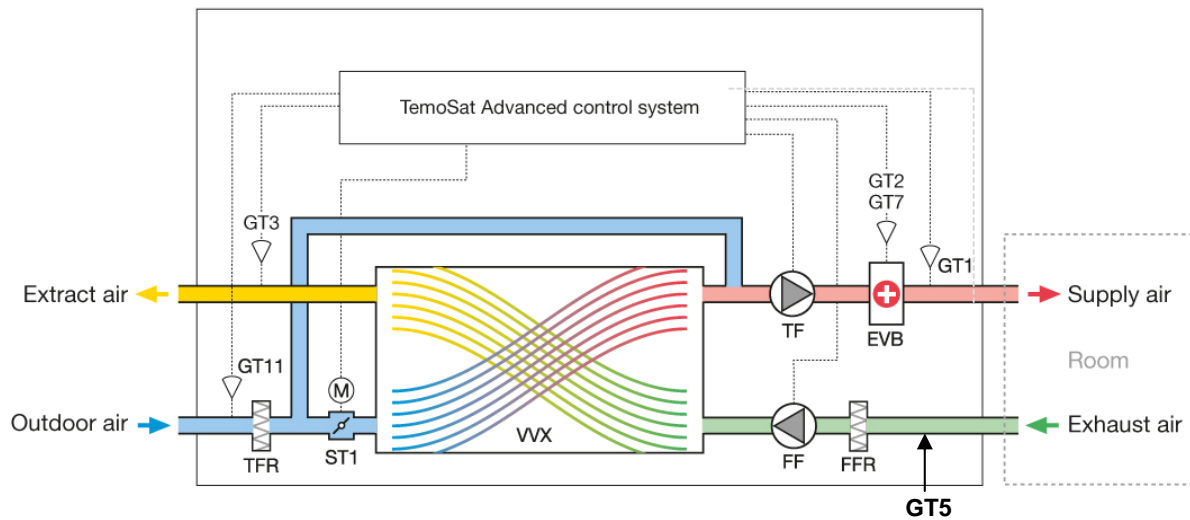 TemoSat Advanced control system
GT2
GT7
GT3
GT1
Extract air
Supply air
TF
EVB
Room
GT11
M
Outdoor air
Exhaust air
VVX
TFR
ST1
FF
FFR
GT5